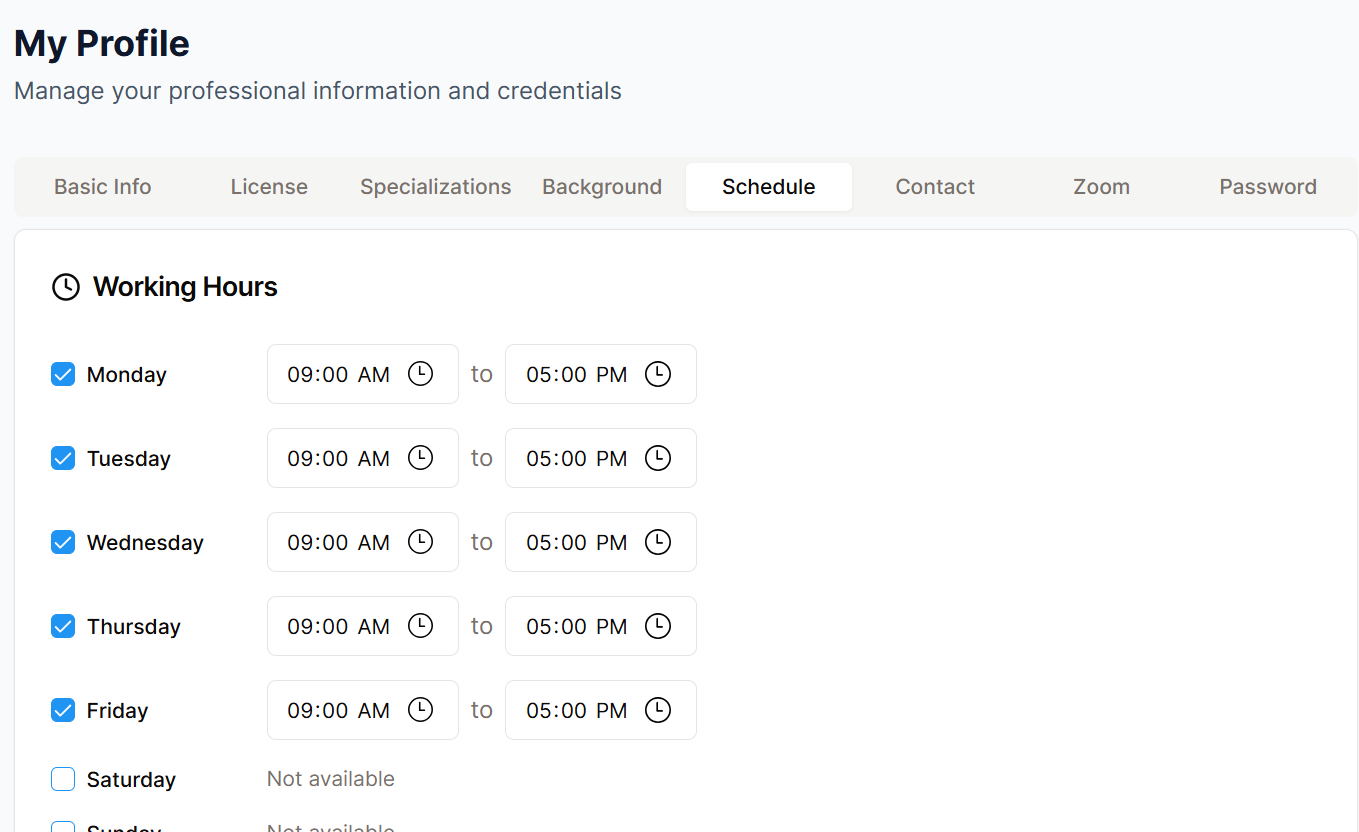 My Profile
Manage your professional information and credentials
Basic Info License Specializations Background Schedule Contact Zoom Password
Working Hours
Monday 09:00 AM to 05:00 PM
Tuesday 09:00 AM to 05:00 PM
Wednesday 09:00 AM to 05:00 PM
Thursday 09:00 AM to 05:00 PM
Friday 09:00 AM to 05:00 PM
Saturday Not available
Sunday Not available